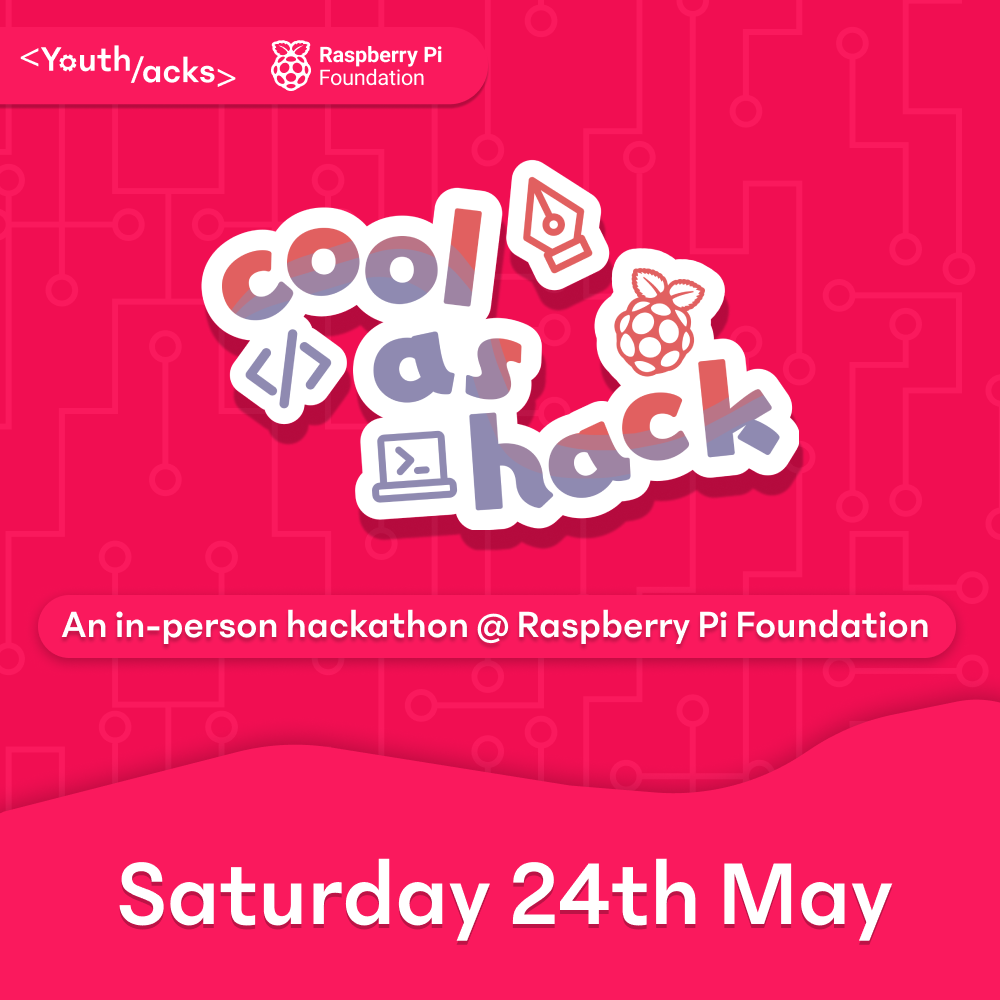 <Youth/acks>
Raspberry Pi
Foundation
cool
as
hack
An in-person hackathon @ Raspberry Pi Foundation
Saturday 24th May